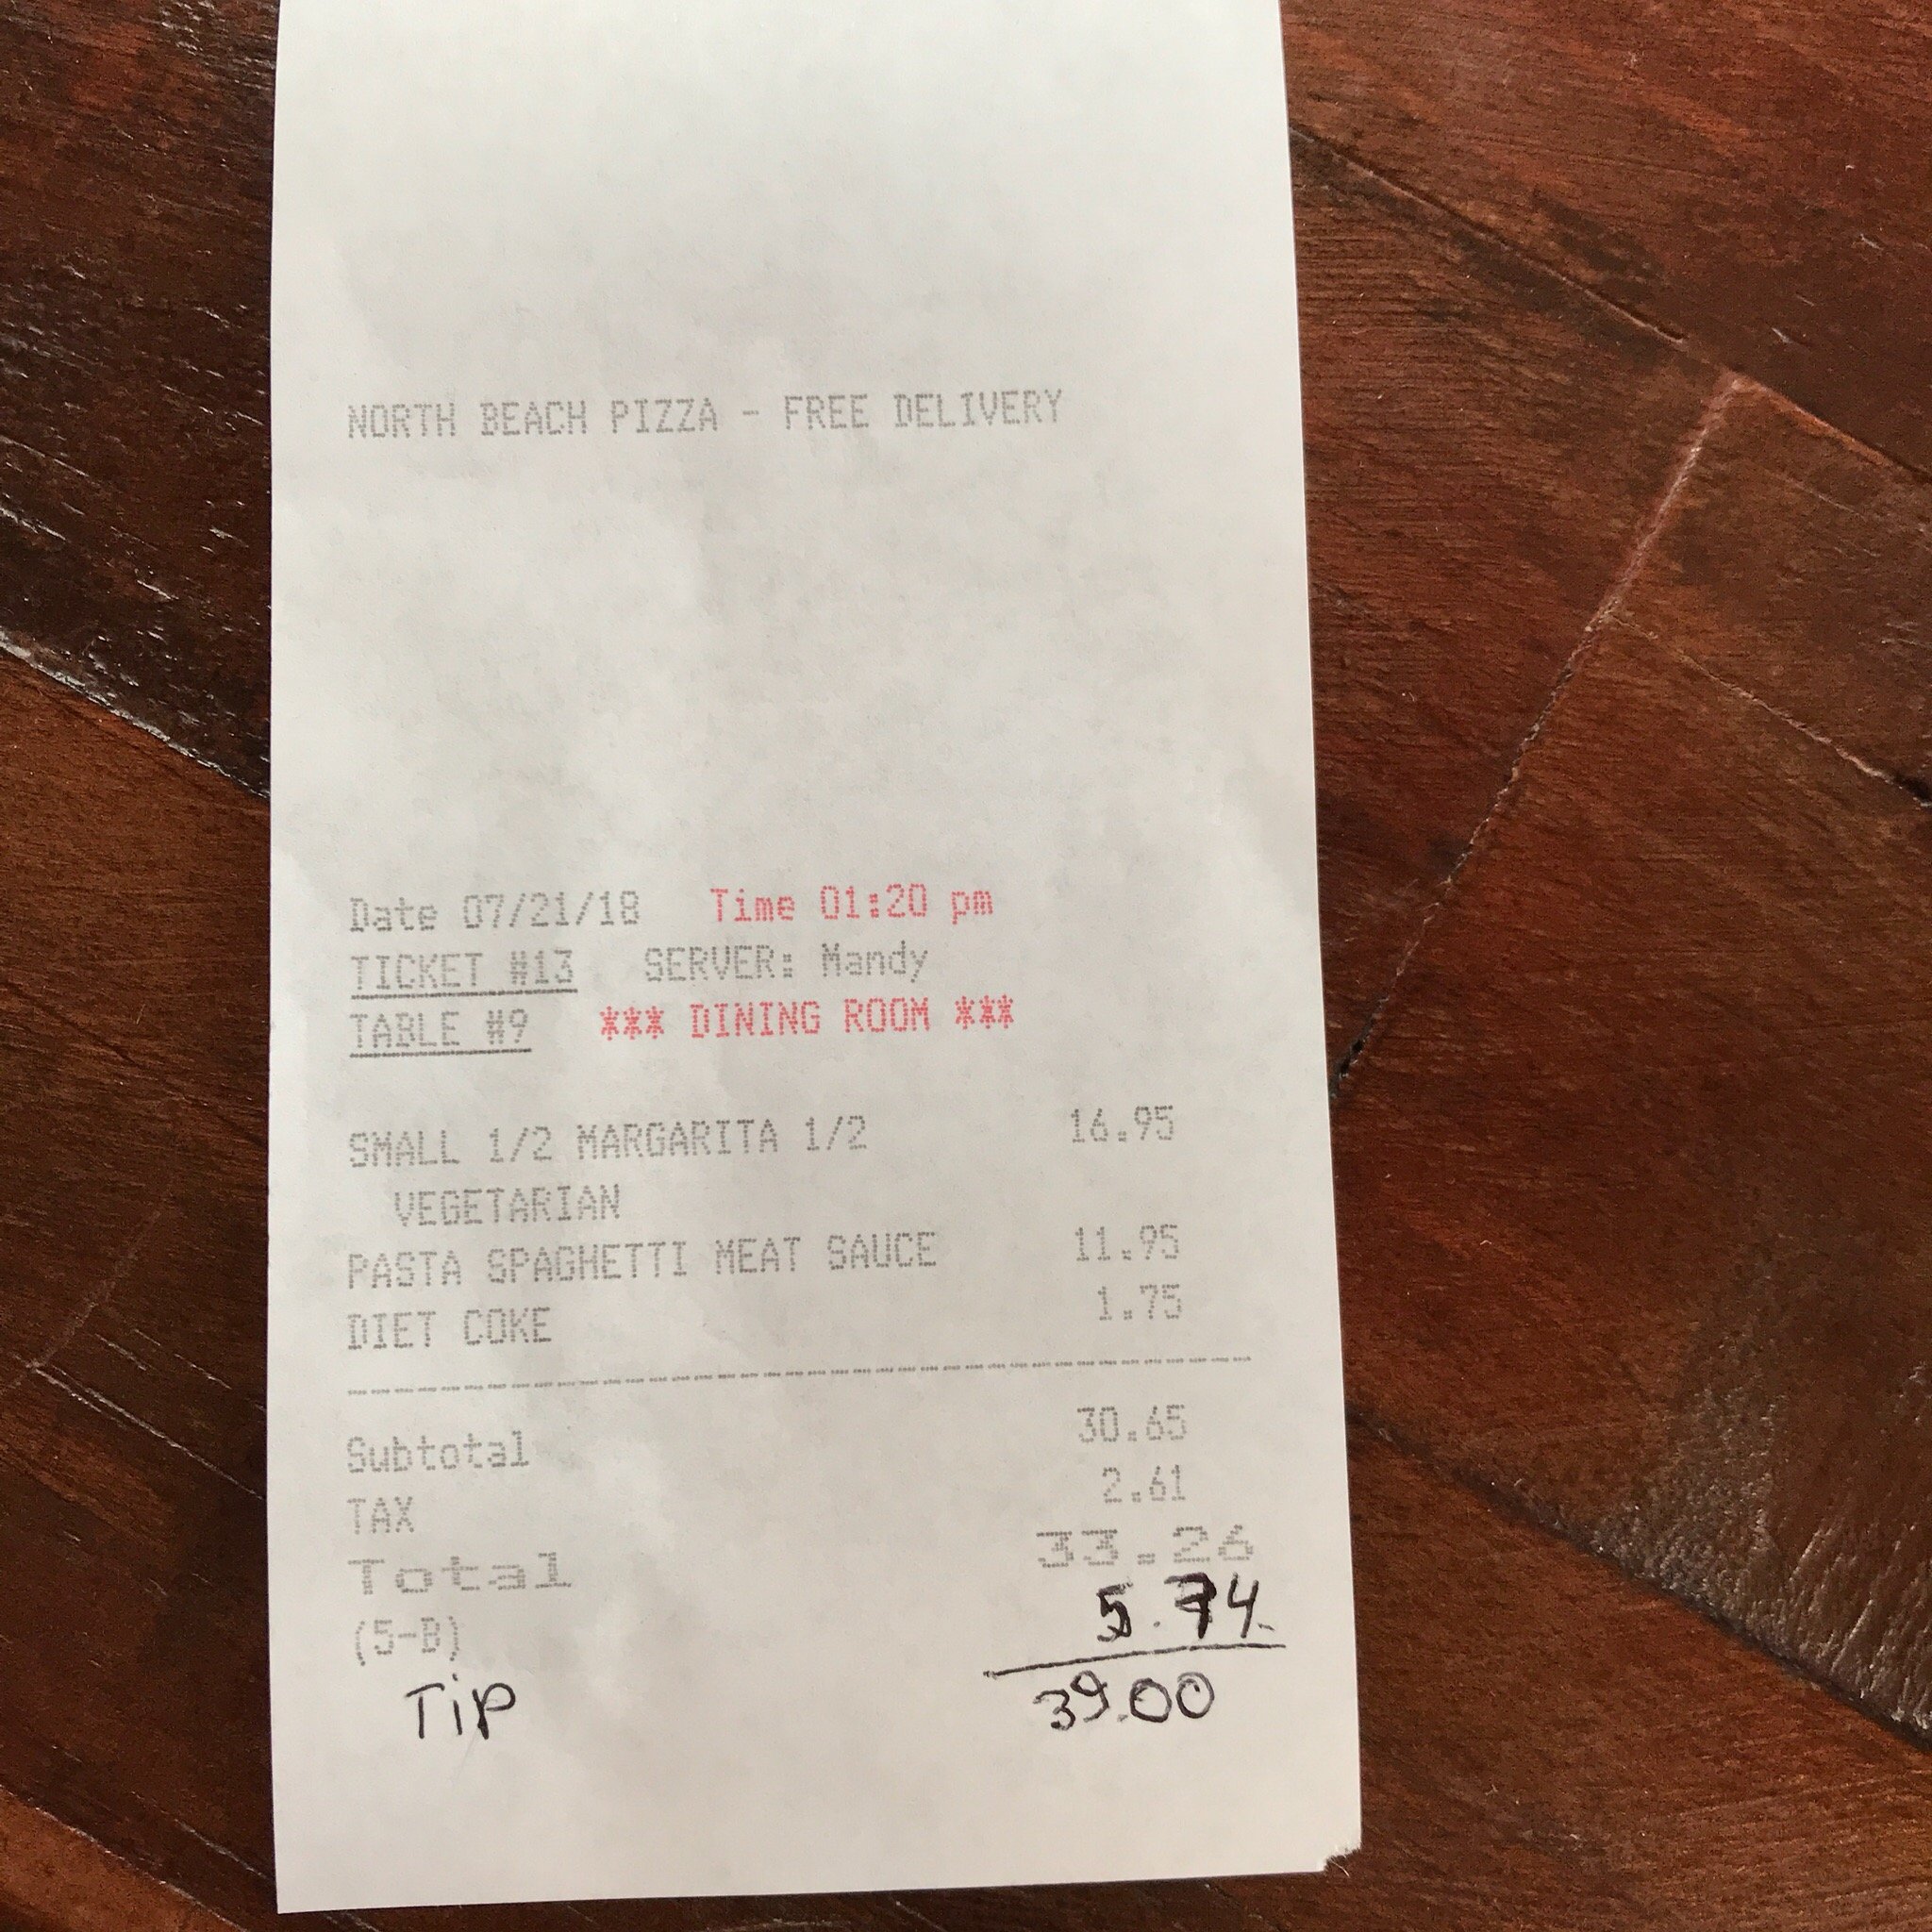 NORTH BEACH PIZZA - FREE DELIVERY
Date 07/21/18 Time 01:20 pm
TICKET #13 SERVER: Mandy
TABLE #9 *** DINING ROOM ***
SMALL 1/2 MARGARITA 1/2 16.95
VEGETARIAN
PASTA SPAGHETTI MEAT SAUCE 11.95
DIET COKE 1.75
Subtotal 30.65
TAX 2.61
Total 33.26
(5-B) 5.74
Tip 39.00